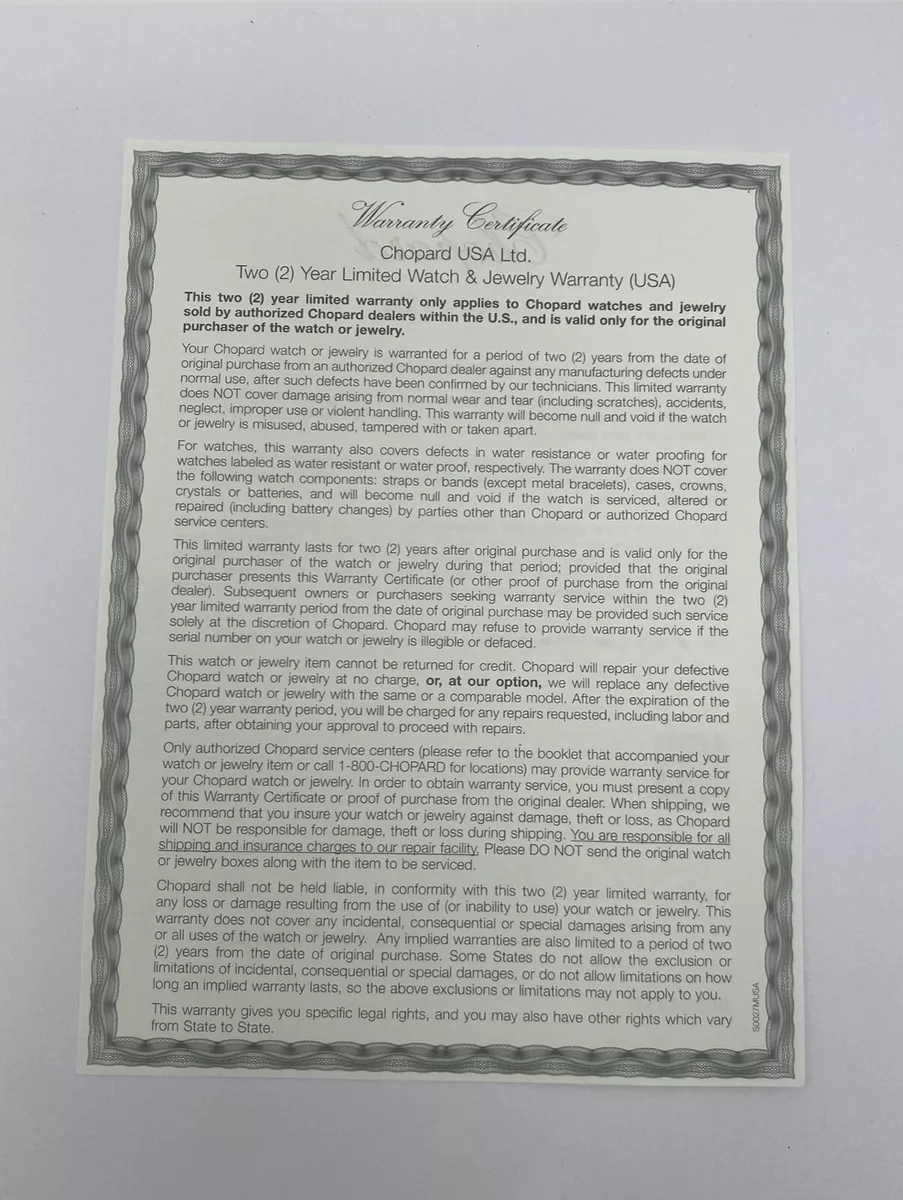 Warranty Certificate
Chopard USA Ltd.
Two (2) Year Limited Watch & Jewelry Warranty (USA)
This two (2) year limited warranty only applies to Chopard watches and jewelry
sold by authorized Chopard dealers within the U.S., and is valid only for the original
purchaser of the watch or jewelry.
Your Chopard watch or jewelry is warranted for a period of two (2) years from the date of
original purchase from an authorized Chopard dealer against any manufacturing defects under
normal use, after such defects have been confirmed by our technicians. This limited warranty
does NOT cover damage arising from normal wear and tear (including scratches), accidents,
neglect, improper use or violent handling. This warranty will become null and void if the watch
or jewelry is misused, abused, tampered with or taken apart.
For watches, this warranty also covers defects in water resistance or water proofing for
watches labeled as water resistant or water proof, respectively. The warranty does NOT cover
the following watch components: straps or bands (except metal bracelets), cases, crowns,
crystals or batteries, and will become null and void if the watch is serviced, altered or
repaired (including battery changes) by parties other than Chopard or authorized Chopard
service centers.
This limited warranty lasts for two (2) years after original purchase and is valid only for the
original purchaser of the watch or jewelry during that period; provided that the original
purchaser presents this Warranty Certificate (or other proof of purchase from the original
dealer). Subsequent owners or purchasers seeking warranty service within the two (2)
year limited warranty period from the date of original purchase may be provided such service
solely at the discretion of Chopard. Chopard may refuse to provide warranty service if the
serial number on your watch or jewelry is illegible or defaced.
This watch or jewelry item cannot be returned for credit. Chopard will repair your defective
Chopard watch or jewelry at no charge, or, at our option, we will replace any defective
Chopard watch or jewelry with the same or a comparable model. After the expiration of the
two (2) year warranty period, you will be charged for any repairs requested, including labor and
parts, after obtaining your approval to proceed with repairs.
Only authorized Chopard service centers (please refer to the booklet that accompanied your
watch or jewelry item or call 1-800-CHOPARD for locations) may provide warranty service for
your Chopard watch or jewelry. In order to obtain warranty service, you must present a copy
of this Warranty Certificate or proof of purchase from the original dealer. When shipping, we
recommend that you insure your watch or jewelry against damage, theft or loss, as Chopard
will NOT be responsible for damage, theft or loss during shipping. You are responsible for all
shipping and insurance charges to our repair facility. Please DO NOT send the original watch
or jewelry boxes along with the item to be serviced.
Chopard shall not be held liable, in conformity with this two (2) year limited warranty, for
any loss or damage resulting from the use of (or inability to use) your watch or jewelry. This
warranty does not cover any incidental, consequential or special damages arising from any
or all uses of the watch or jewelry. Any implied warranties are also limited to a period of two
(2) years from the date of original purchase. Some States do not allow the exclusion or
limitations of incidental, consequential or special damages, or do not allow limitations on how
long an implied warranty lasts, so the above exclusions or limitations may not apply to you.
This warranty gives you specific legal rights, and you may also have other rights which vary
from State to State.
S0027MUSA